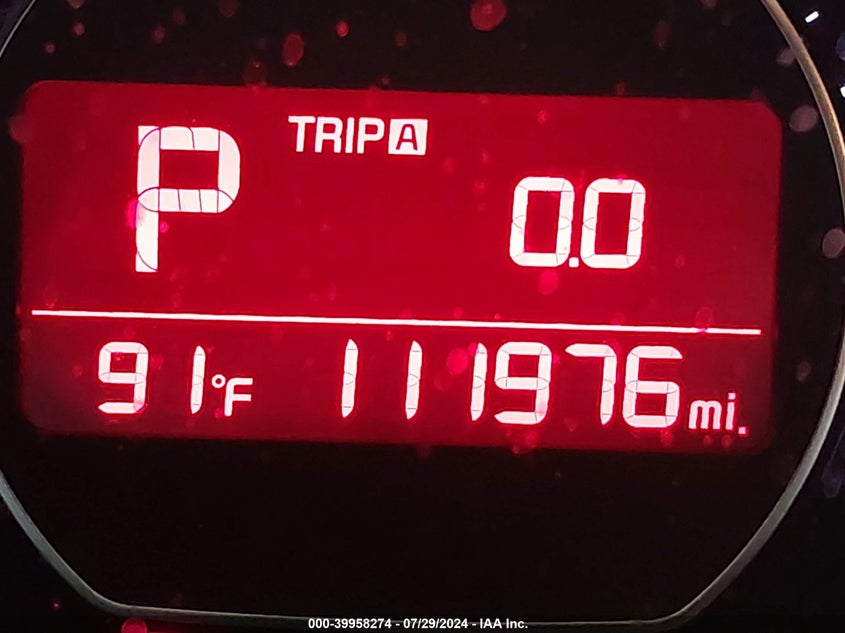 P TRIP A
0.0
91°F 111976 mi.
000-39958274 - 07/29/2024 - IAA Inc.